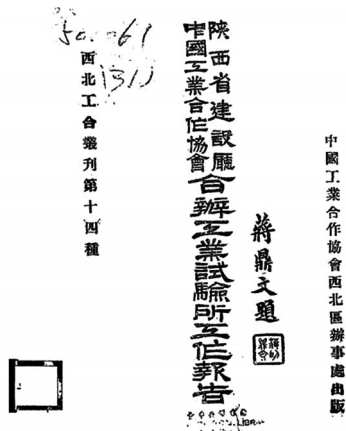 中國工業合作協會西北區辦事處出版
陝西省建設廳
中國工業合作協會
合辦工業試驗所工作報告
蔣鼎文題
西北工合叢刊第十四種